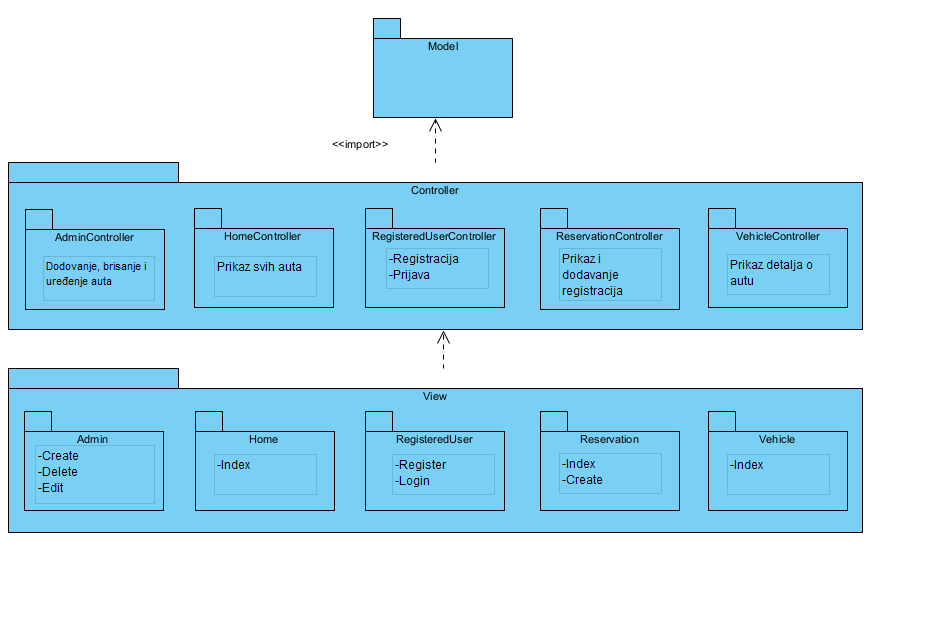 Model
<<import>>
Controller
AdminController
Dodovanje, brisanje i
uređenje auta
HomeController
Prikaz svih auta
RegisteredUserController
-Registracija
-Prijava
ReservationController
Prikaz i
dodavanje
registracija
VehicleController
Prikaz detalja o
autu
View
Admin
-Create
-Delete
-Edit
Home
-Index
RegisteredUser
-Register
-Login
Reservation
-Index
-Create
Vehicle
-Index